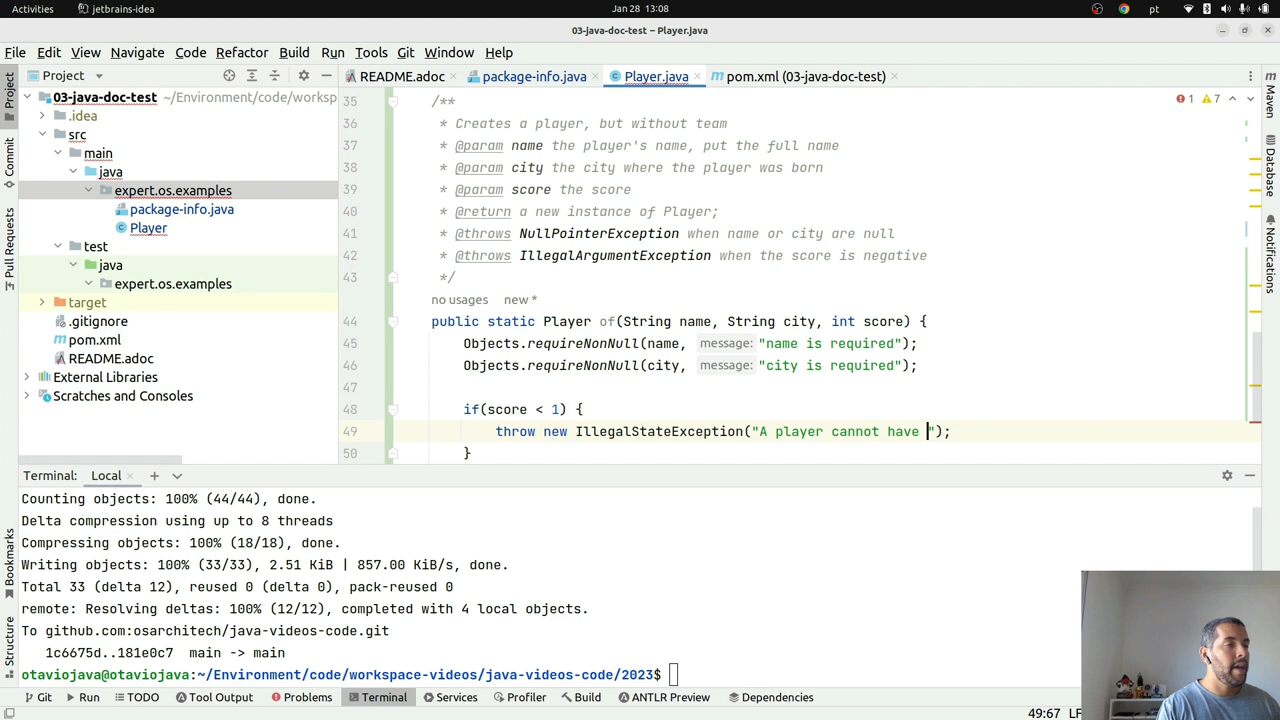 Activities
jetbrains-idea
Jan 28 13:08
pt
03-java-doc-test – Player.java
File Edit View Navigate Code Refactor Build Run Tools Git Window Help
Project
README.adoc
package-info.java
Player.java
pom.xml (03-java-doc-test)
Project
Commit
Pull Requests
Bookmarks
Structure
03-java-doc-test ~/Environment/code/worksp
.idea
src
main
java
expert.os.examples
package-info.java
Player
test
java
expert.os.examples
target
.gitignore
pom.xml
README.adoc
External Libraries
Scratches and Consoles
1 7
35 /**
36 * Creates a player, but without team
37 * @param name the player's name, put the full name
38 * @param city the city where the player was born
39 * @param score the score
40 * @return a new instance of Player;
41 * @throws NullPointerException when name or city are null
42 * @throws IllegalArgumentException when the score is negative
43 */
no usages new *
44 public static Player of(String name, String city, int score) {
45 Objects.requireNonNull(name, message: "name is required");
46 Objects.requireNonNull(city, message: "city is required");
47
48 if(score < 1) {
49 throw new IllegalStateException("A player cannot have ");
50 }
Maven
Database
Notifications
Terminal: Local
Counting objects: 100% (44/44), done.
Delta compression using up to 8 threads
Compressing objects: 100% (18/18), done.
Writing objects: 100% (33/33), 2.51 KiB | 857.00 KiB/s, done.
Total 33 (delta 12), reused 0 (delta 0), pack-reused 0
remote: Resolving deltas: 100% (12/12), completed with 4 local objects.
To github.com:osarchitech/java-videos-code.git
1c6675d..181e0c7 main -> main
otaviojava@otaviojava:~/Environment/code/workspace-videos/java-videos-code/2023$
Git Run TODO Tool Output Problems Terminal Services Profiler Build ANTLR Preview Dependencies
49:67 LF